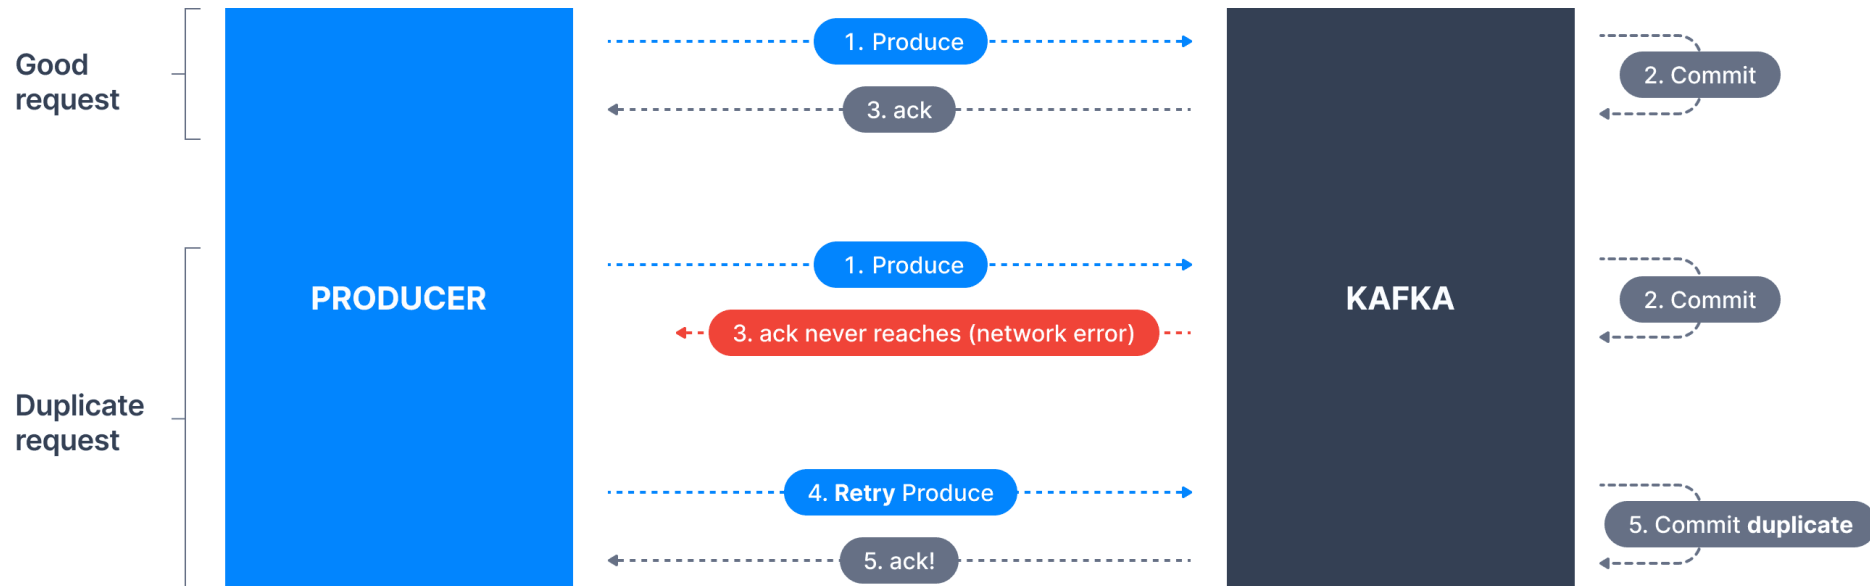 Good
request
PRODUCER
KAFKA
1. Produce
2. Commit
3. ack
Duplicate
request
1. Produce
2. Commit
3. ack never reaches (network error)
4. Retry Produce
5. Commit duplicate
5. ack!